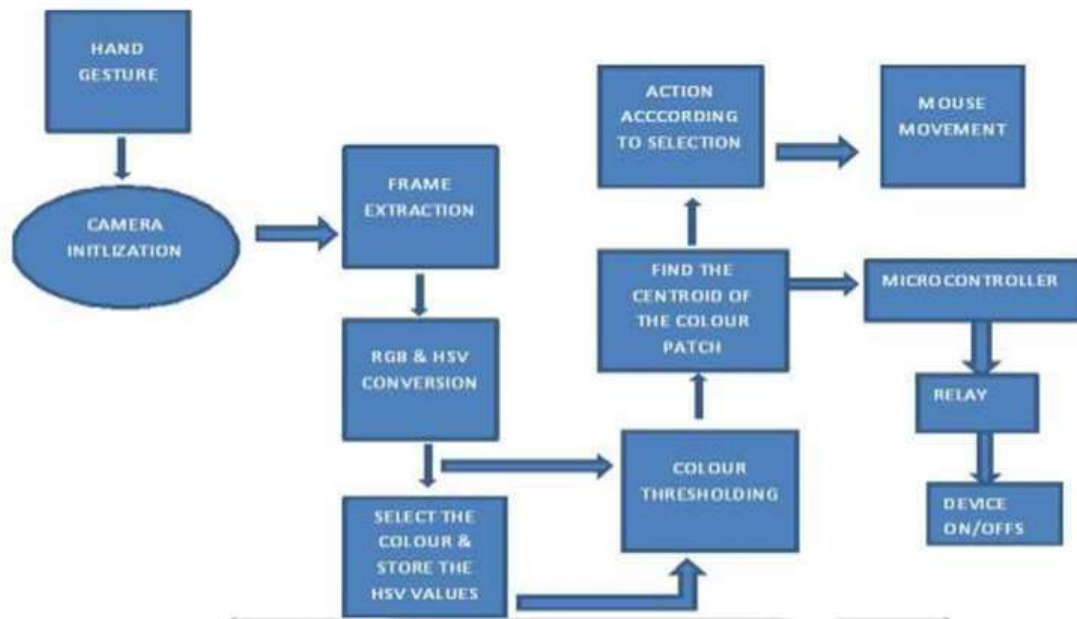 HAND
GESTURE
CAMERA
INITLIZATION
FRAME
EXTRACTION
RGB & HSV
CONVERSION
SELECT THE
COLOUR &
STORE THE
HSV VALUES
COLOUR
THRESHOLDING
FIND THE
CENTROID OF
THE COLOUR
PATCH
ACTION
ACCCORDING
TO SELECTION
MOUSE
MOVEMENT
MICROCONTROLLER
RELAY
DEVICE
ON/OFFS